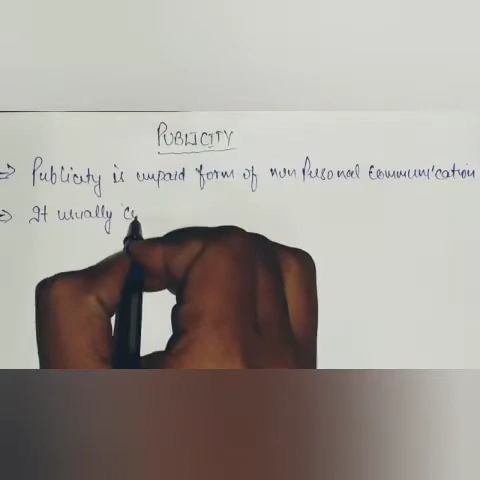 PUBLICITY
⇒ Publicity is unpaid form of non Personal Communication
⇒ It usually